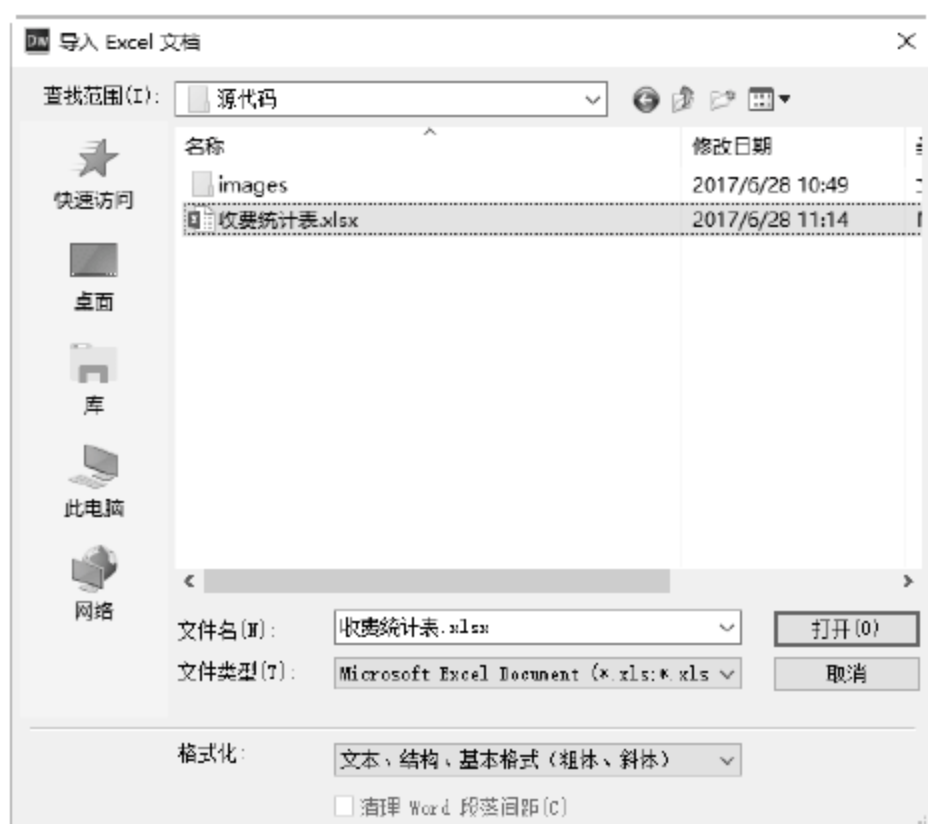 Dw 导入 Excel 文档
查找范围(I): 源代码
名称 修改日期
images 2017/6/28 10:49
收费统计表.xlsx 2017/6/28 11:14
快速访问
桌面
库
此电脑
网络
文件名(N): 收费统计表.xlsx 打开(O)
文件类型(T): Microsoft Excel Document (*.xls;*.xls 取消
格式化: 文本、结构、基本格式(粗体、斜体)
清理 Word 段落间距(C)